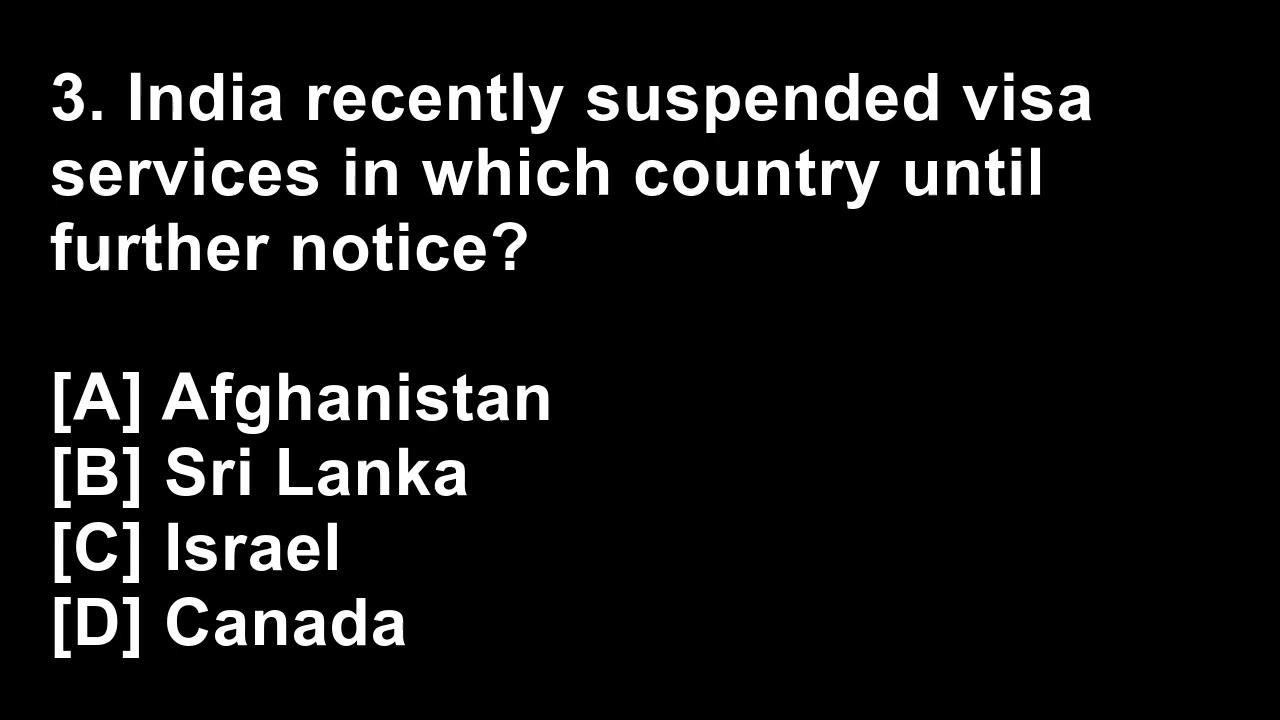 3. India recently suspended visa
services in which country until
further notice?
[A] Afghanistan
[B] Sri Lanka
[C] Israel
[D] Canada